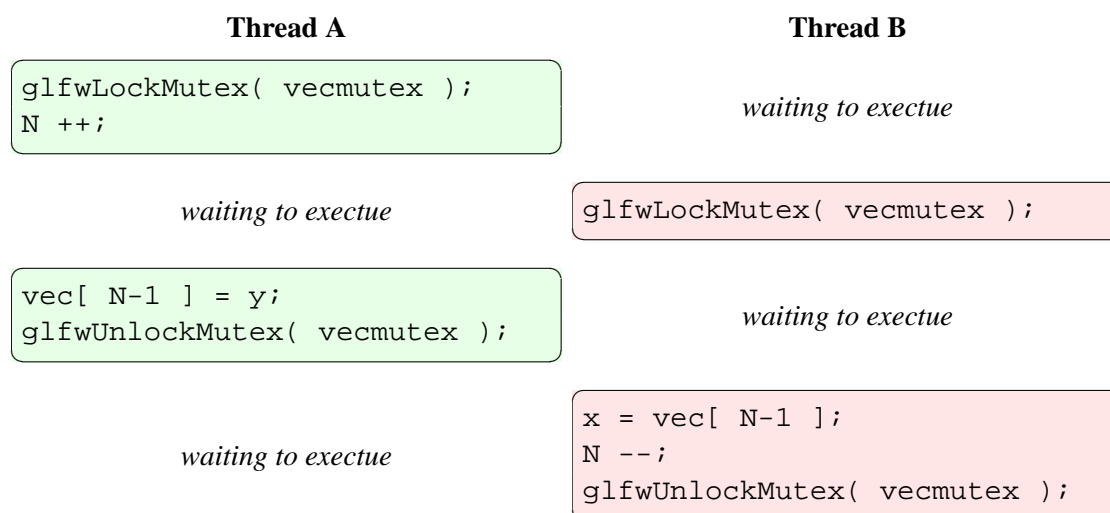 Thread A Thread B
glfwLockMutex( vecmutex );
N ++;
waiting to exectue
waiting to exectue
glfwLockMutex( vecmutex );
vec[ N-1 ] = y;
glfwUnlockMutex( vecmutex );
waiting to exectue
waiting to exectue
x = vec[ N-1 ];
N --;
glfwUnlockMutex( vecmutex );